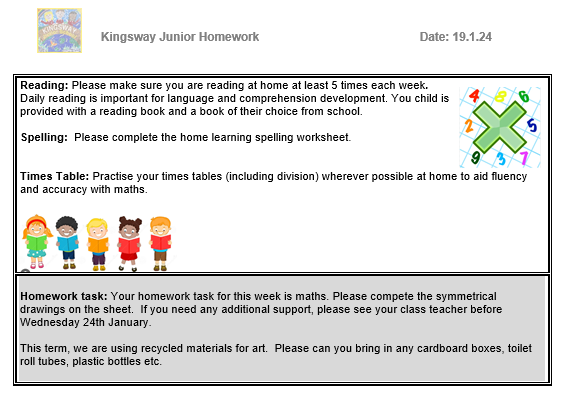 KINGSWAY
Kingsway Junior Homework
Date: 19.1.24
Reading: Please make sure you are reading at home at least 5 times each week.
Daily reading is important for language and comprehension development. You child is
provided with a reading book and a book of their choice from school.
4 8 6
2 5
9 3 7
Spelling:  Please complete the home learning spelling worksheet.
Times Table: Practise your times tables (including division) wherever possible at home to aid fluency
and accuracy with maths.
Homework task: Your homework task for this week is maths. Please compete the symmetrical
drawings on the sheet.  If you need any additional support, please see your class teacher before
Wednesday 24th January.
This term, we are using recycled materials for art.  Please can you bring in any cardboard boxes, toilet
roll tubes, plastic bottles etc.